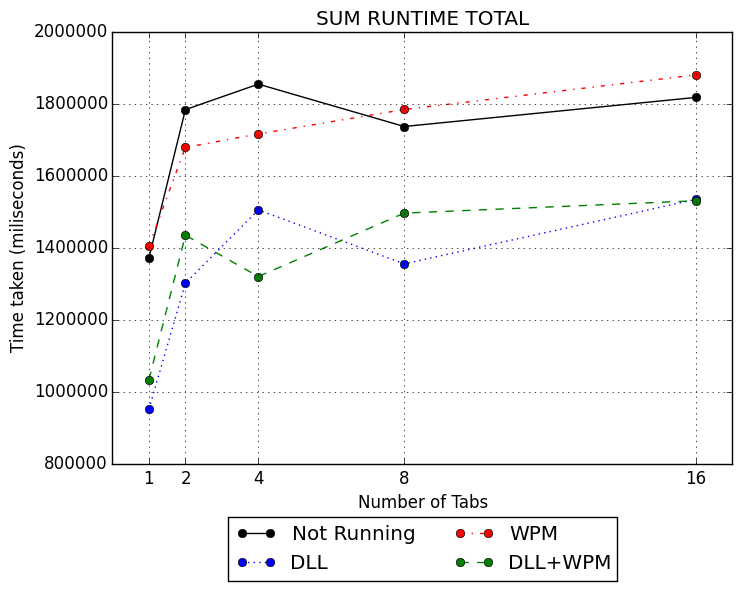 SUM RUNTIME TOTAL
2000000
1800000
1600000
1400000
1200000
1000000
800000
Time taken (miliseconds)
1 2 4 8 16
Number of Tabs
Not Running WPM
DLL DLL+WPM